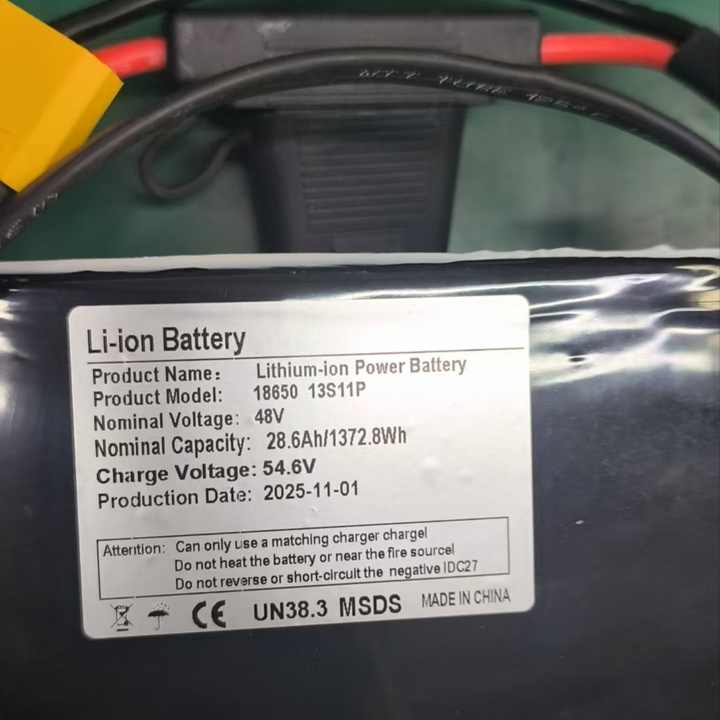 Li-ion Battery
Product Name: Lithium-ion Power Battery
Product Model: 18650 13S11P
Nominal Voltage: 48V
Nominal Capacity: 28.6Ah/1372.8Wh
Charge Voltage: 54.6V
Production Date: 2025-11-01
Attention: Can only use a matching charger chargel
Do not heat the battery or near the fire sourcel
Do not reverse or short-circuit the negative IDC27
CE UN38.3 MSDS MADE IN CHINA